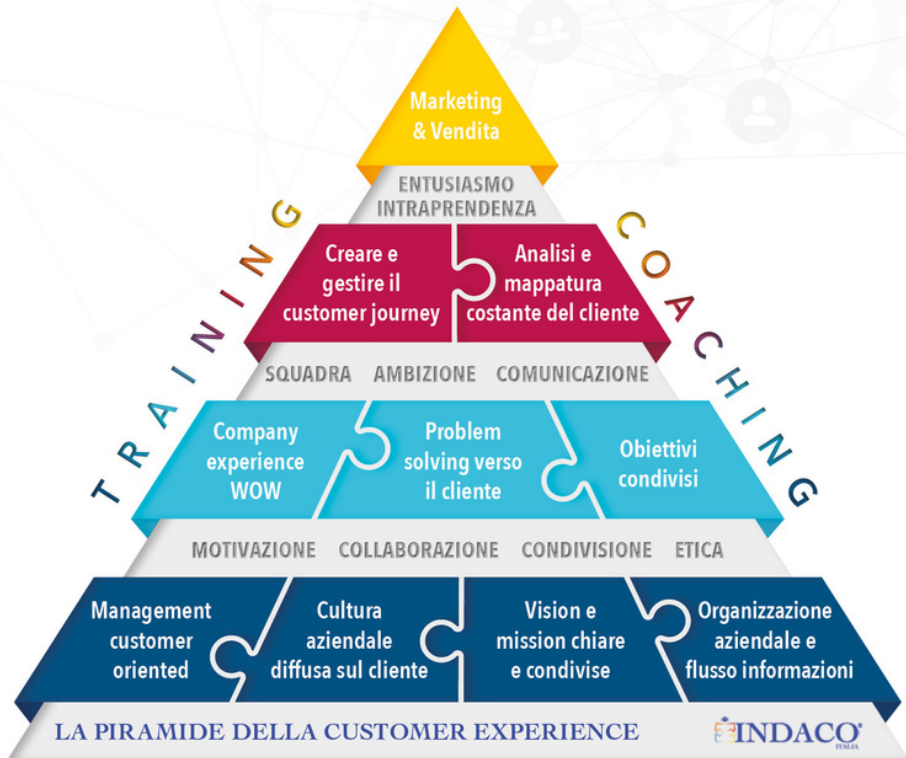 Marketing
& Vendita
ENTUSIASMO
INTRAPRENDENZA
TRAINING
COACHING
Creare e
gestire il
customer journey
Analisi e
mappatura
costante del cliente
SQUADRA AMBIZIONE COMUNICAZIONE
Company
experience
WOW
Problem
solving verso
il cliente
Obiettivi
condivisi
MOTIVAZIONE COLLABORAZIONE CONDIVISIONE ETICA
Management
customer
oriented
Cultura
aziendale
diffusa sul cliente
Vision e
mission chiare
e condivise
Organizzazione
aziendale e
flusso informazioni
LA PIRAMIDE DELLA CUSTOMER EXPERIENCE
INDACO®
ITALIA